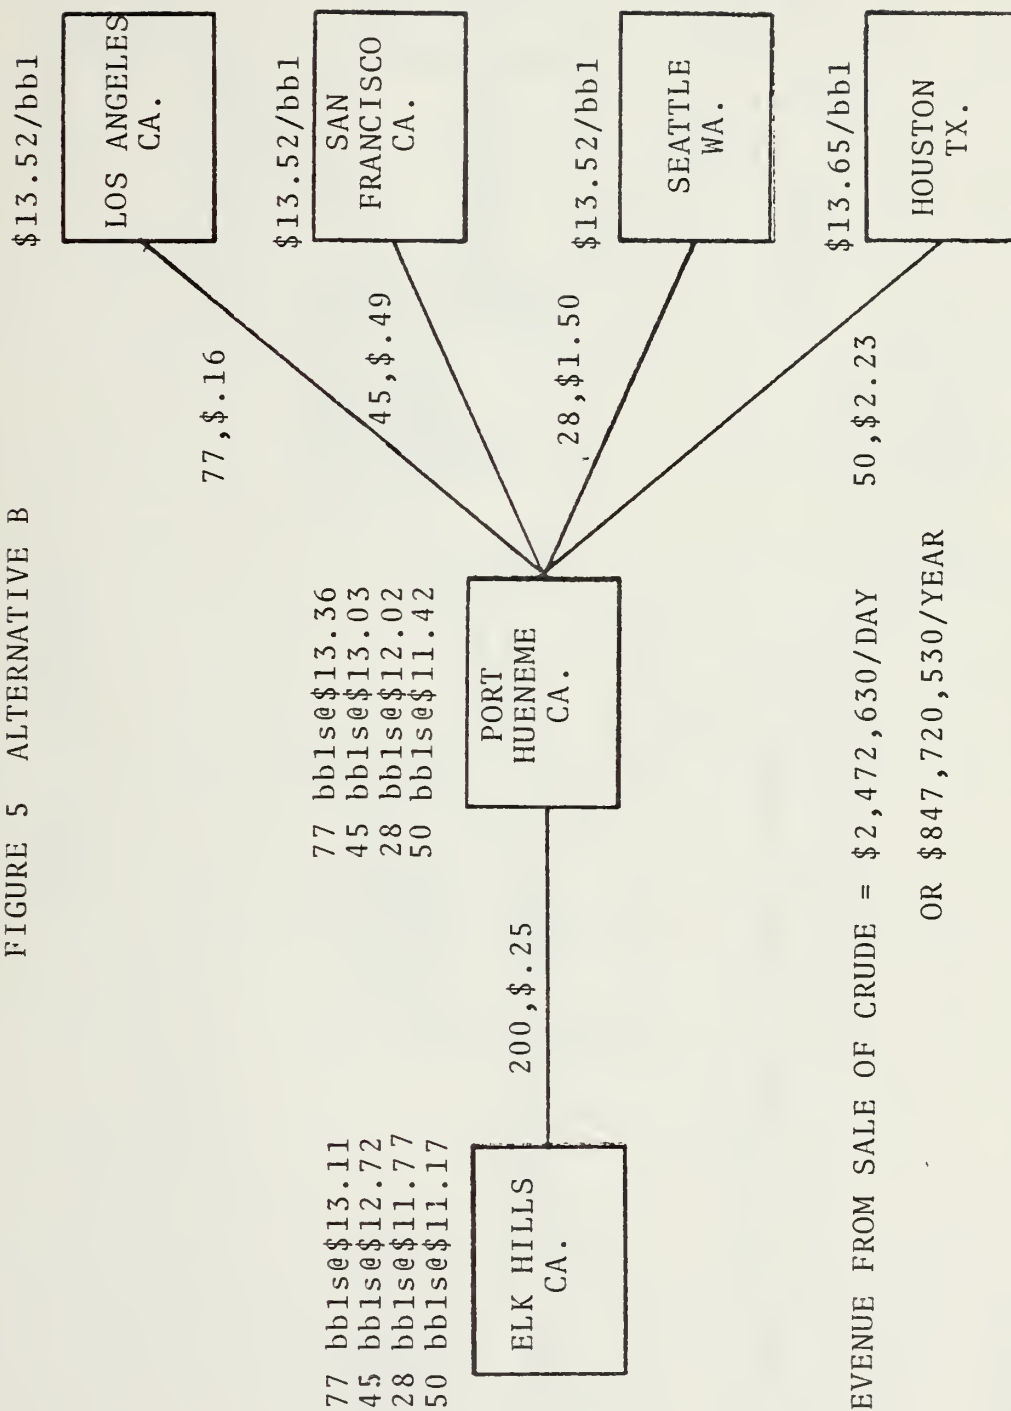 FIGURE 5 ALTERNATIVE B
77 bbls@$13.11
45 bbls@$12.72
28 bbls@$11.77
50 bbls@$11.17
ELK HILLS
CA.
200,$.25
77 bbls@$13.36
45 bbls@$13.03
28 bbls@$12.02
50 bbls@$11.42
PORT
HUENEME
CA.
77,$.16
45,$.49
28,$1.50
50,$2.23
$13.52/bbl
LOS ANGELES
CA.
$13.52/bbl
SAN
FRANCISCO
CA.
$13.52/bbl
SEATTLE
WA.
$13.65/bbl
HOUSTON
TX.
EVENUE FROM SALE OF CRUDE = $2,472,630/DAY
OR $847,720,530/YEAR